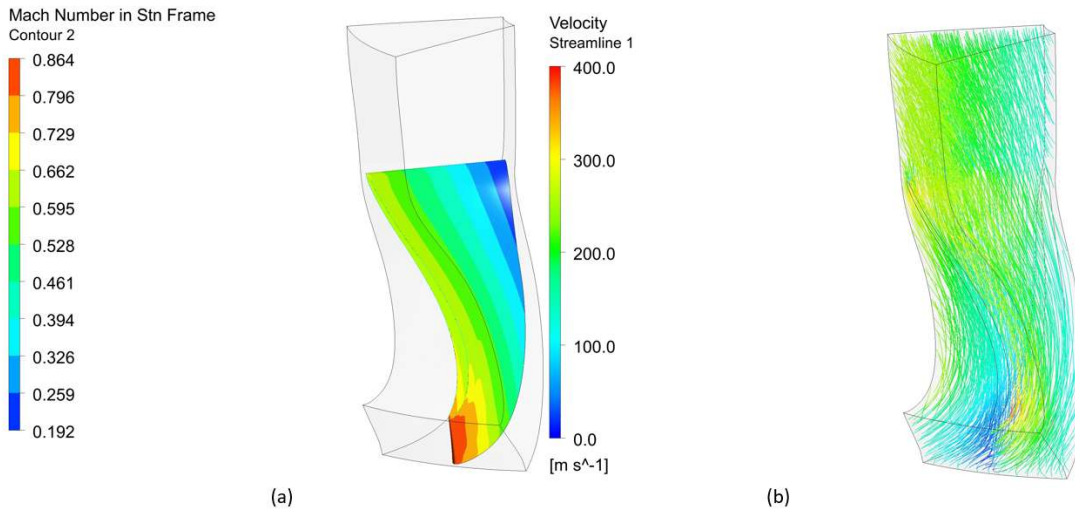 Mach Number in Stn Frame
Contour 2
0.864
0.796
0.729
0.662
0.595
0.528
0.461
0.394
0.326
0.259
0.192
Velocity
Streamline 1
400.0
300.0
200.0
100.0
0.0
[m s^-1]
(a)
(b)